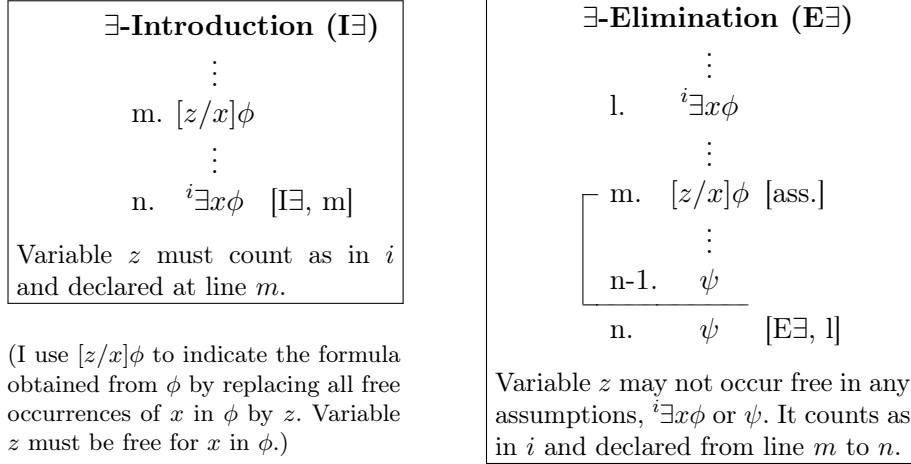 ∃-Introduction (I∃)
⋮
m. [z/x]ϕ
⋮
n. ⁱ∃xϕ [I∃, m]
Variable z must count as in i
and declared at line m.
(I use [z/x]ϕ to indicate the formula
obtained from ϕ by replacing all free
occurrences of x in ϕ by z. Variable
z must be free for x in ϕ.)
∃-Elimination (E∃)
⋮
l. ⁱ∃xϕ
⋮
m. [z/x]ϕ [ass.]
⋮
n-1. ψ
n. ψ [E∃, l]
Variable z may not occur free in any
assumptions, ⁱ∃xϕ or ψ. It counts as
in i and declared from line m to n.